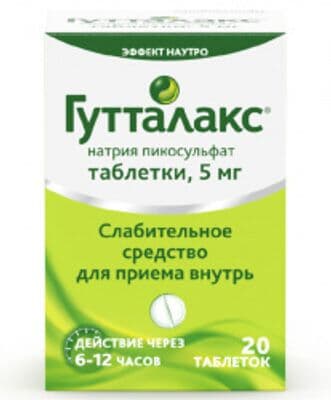 ЭФФЕКТ НАУТРО
Гутталакс®
натрия пикосульфат
таблетки, 5 мг
Слабительное
средство
для приема внутрь
ДЕЙСТВИЕ ЧЕРЕЗ
6-12 ЧАСОВ
20
ТАБЛЕТОК